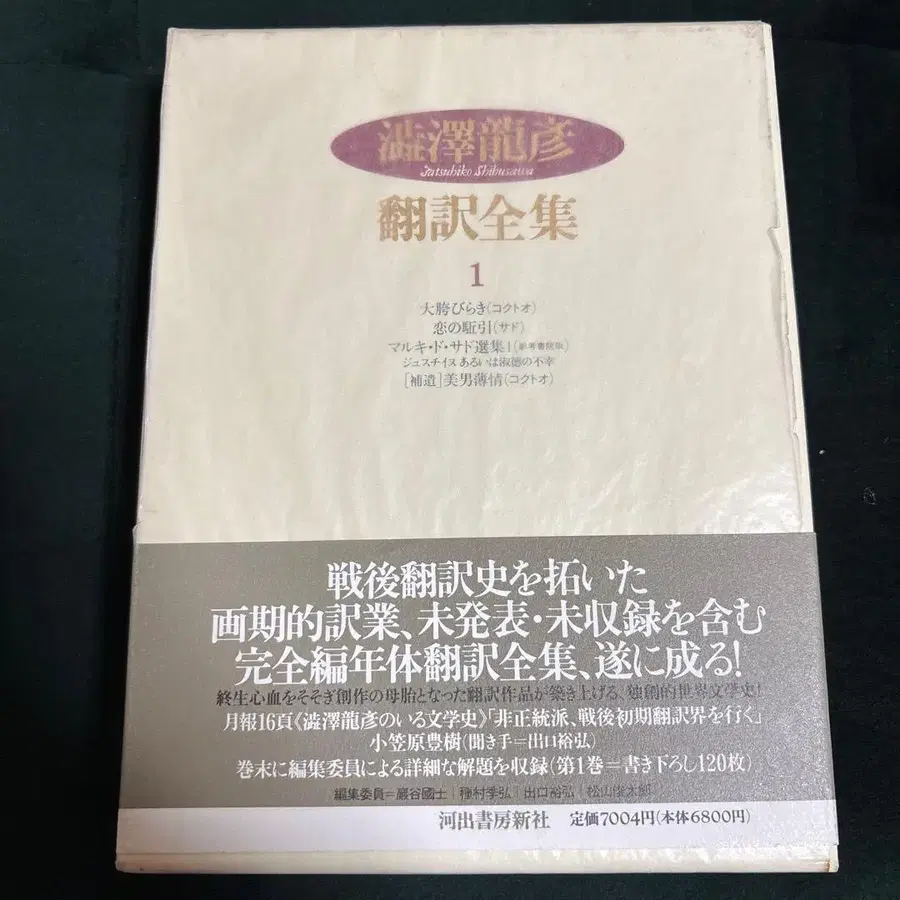 澁澤龍彦
Tatsuhiko Shibusawa
翻訳全集
1
大胯びらき(コクトオ)
恋の駈引(サド)
マルキ・ド・サド選集I(彰考書院版)
ジュスチイヌ あるいは淑徳の不幸
[補遺]美男薄情(コクトオ)
戦後翻訳史を拓いた
画期的訳業、未発表・未収録を含む
完全編年体翻訳全集、遂に成る!
終生心血をそそぎ創作の母胎となった翻訳作品が築き上げる、独創的世界文学史!
月報16頁《澁澤龍彦のいる文学史》「非正統派、戦後初期翻訳界を行く」
小笠原豊樹(聞き手=出口裕弘)
巻末に編集委員による詳細な解題を収録(第1巻=書き下ろし120枚)
編集委員=巖谷國士|種村季弘|出口裕弘|松山俊太郎
河出書房新社 定価7004円(本体6800円)